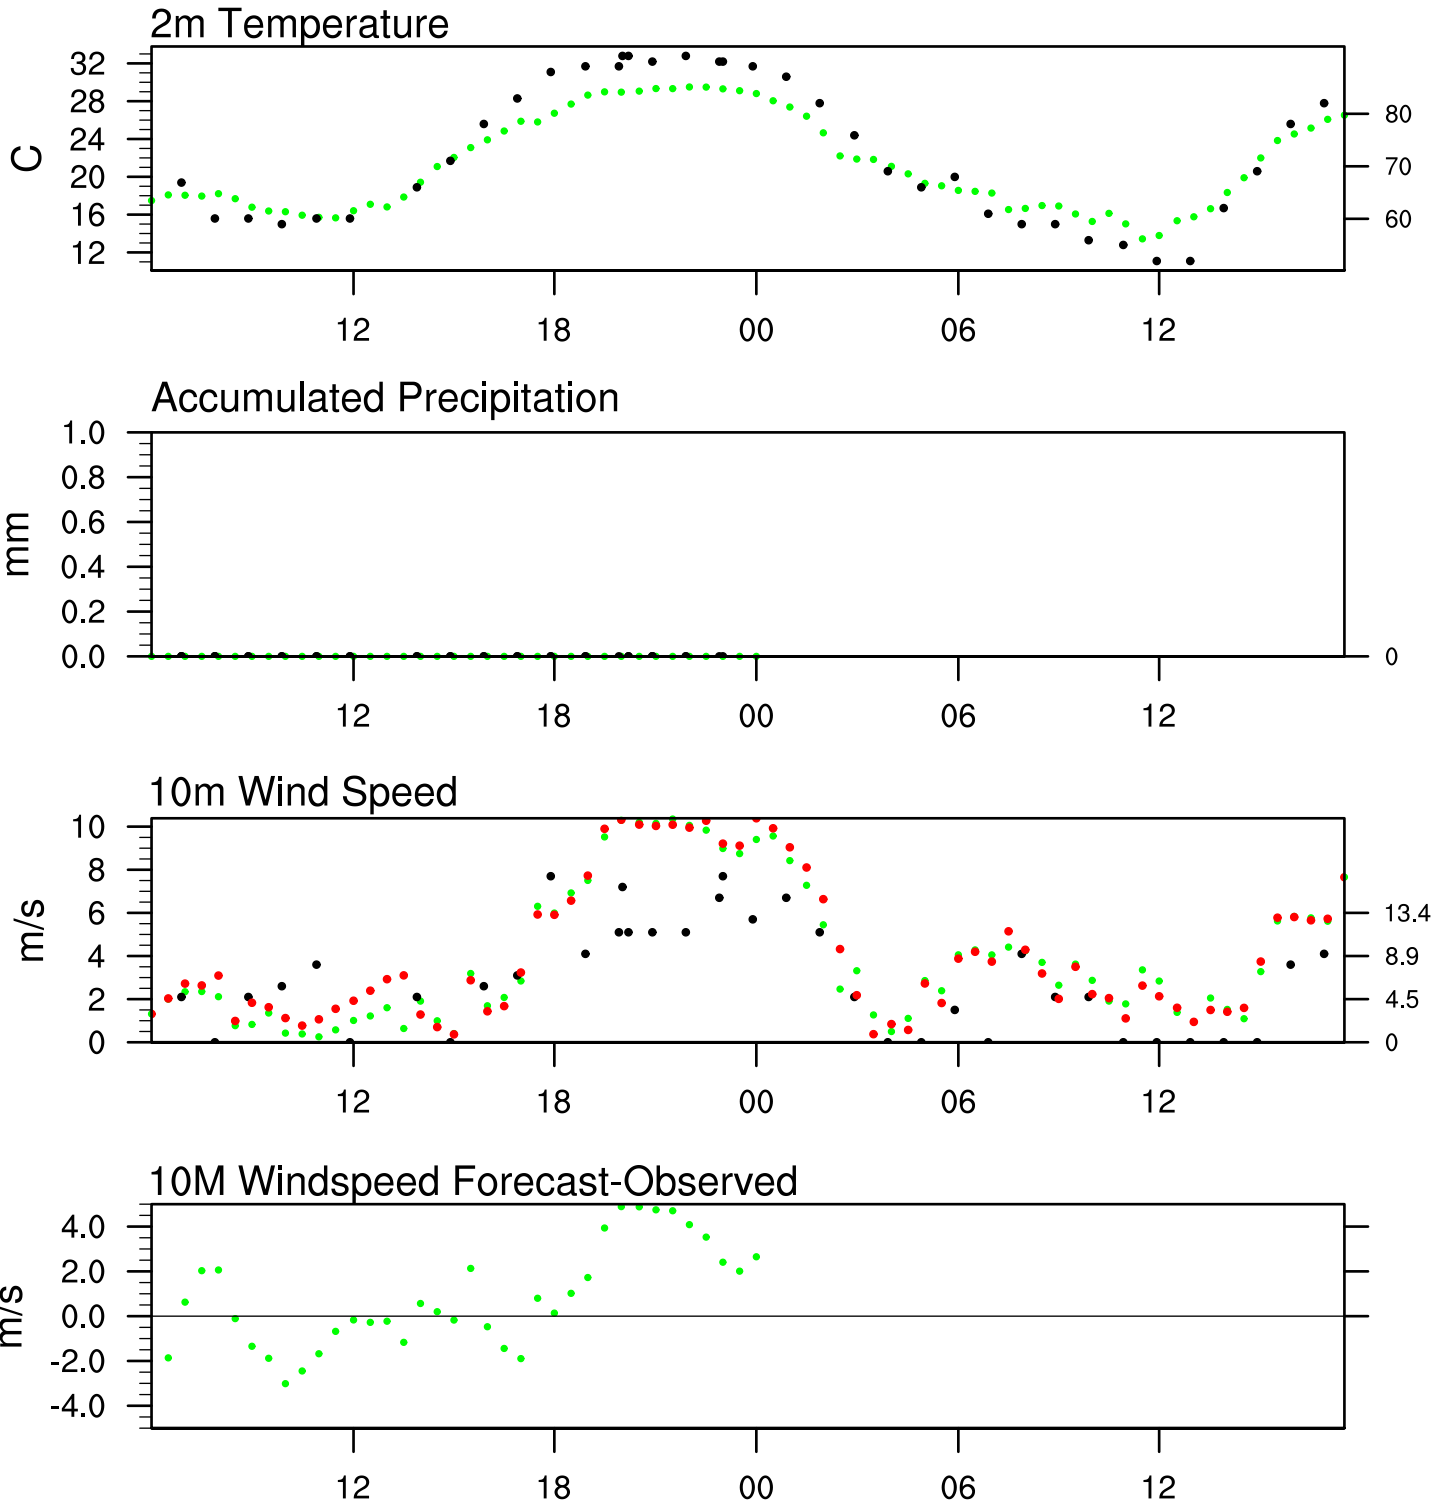 2m Temperature
32
28
24
20
16
12
C
80
70
60
12 18 00 06 12
Accumulated Precipitation
1.0
0.8
0.6
0.4
0.2
0.0
mm
0
12 18 00 06 12
10m Wind Speed
10
8
6
4
2
0
m/s
13.4
8.9
4.5
0
12 18 00 06 12
10M Windspeed Forecast-Observed
4.0
2.0
0.0
-2.0
-4.0
m/s
12 18 00 06 12